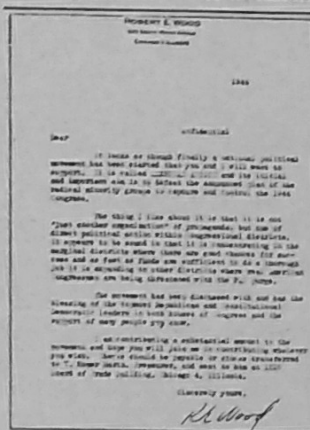 ROBERT E. WOOD
CHICAGO ILLINOIS
1946
Confidential
Dear
It looks as though finally a national political
movement has been started that you and I will want to
support. It is called and its initial
and important aim is to defeat the announced plan of the
radical minority groups to capture and control the 1946
Congress.
The thing I like about it is that it is not
"just another organization" of propaganda, but one of
direct political action within Congressional districts.
It appears to be sound in that it is concentrating in the
marginal districts where there are good chances for suc-
cess and as fast as funds are sufficient to do a thorough
job it is expanding to other districts where real American
Congressmen are being threatened with the purge.
The movement has been discussed with and has the
blessing of the Republican and Constitutional
Democratic leaders in both houses of Congress and the
support of many people you know.
I am contributing a substantial amount to the
movement and hope you will join me in contributing whatever
you wish. Checks should be payable or stocks transferred
to Treasurer, and sent to him at
Board of Trade Building, Chicago 4, Illinois.
Sincerely yours,
R E Wood